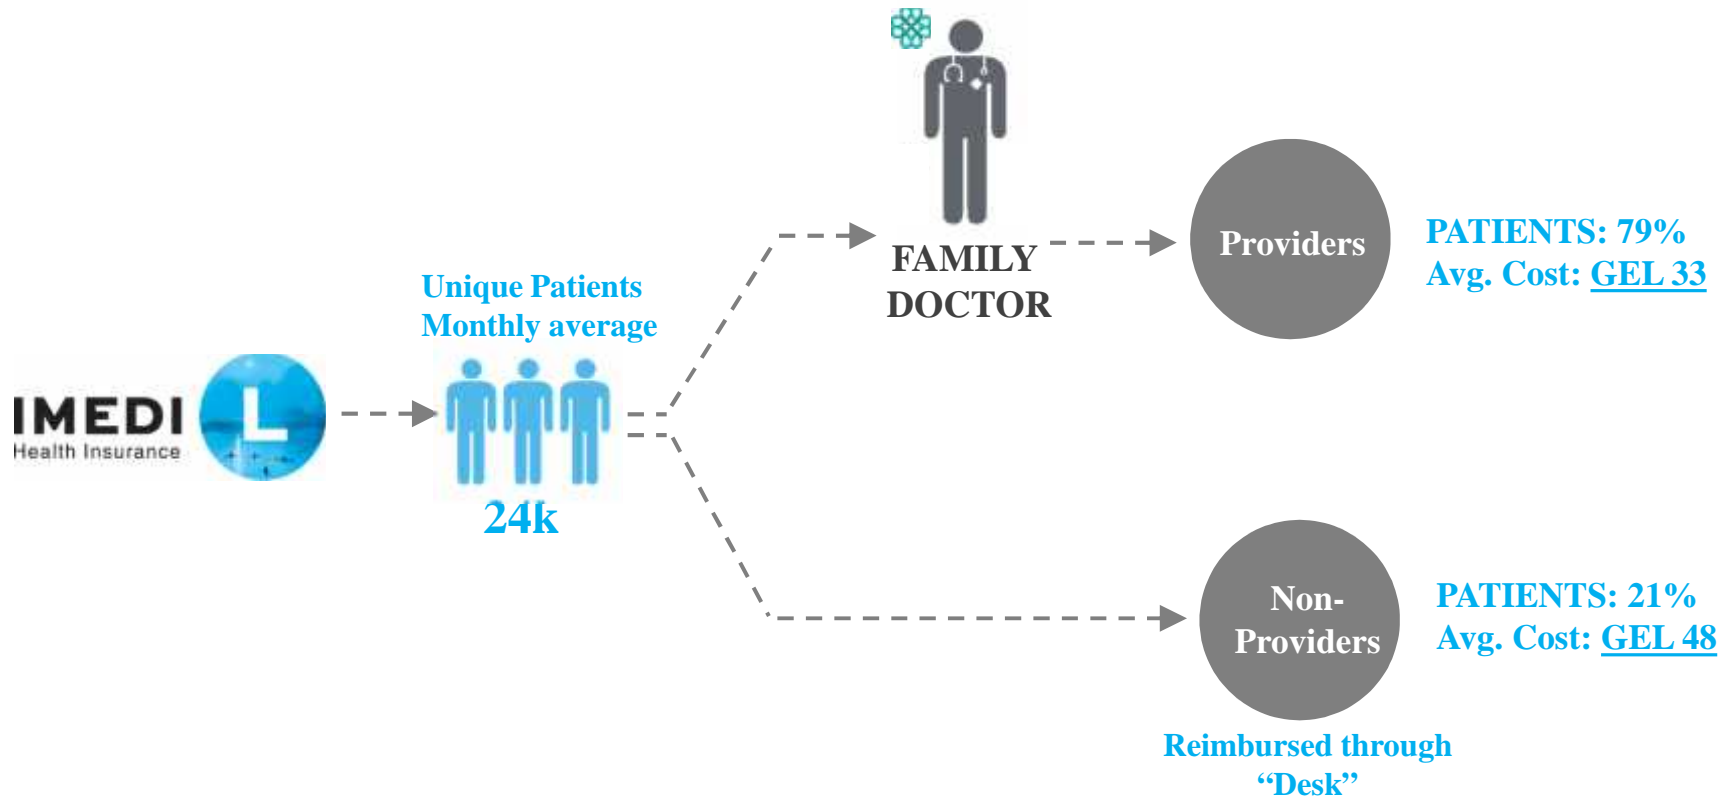 IMEDI
Health Insurance
L
Unique Patients
Monthly average
24k
FAMILY
DOCTOR
Providers
PATIENTS: 79%
Avg. Cost: GEL 33
Non-
Providers
PATIENTS: 21%
Avg. Cost: GEL 48
Reimbursed through
“Desk”